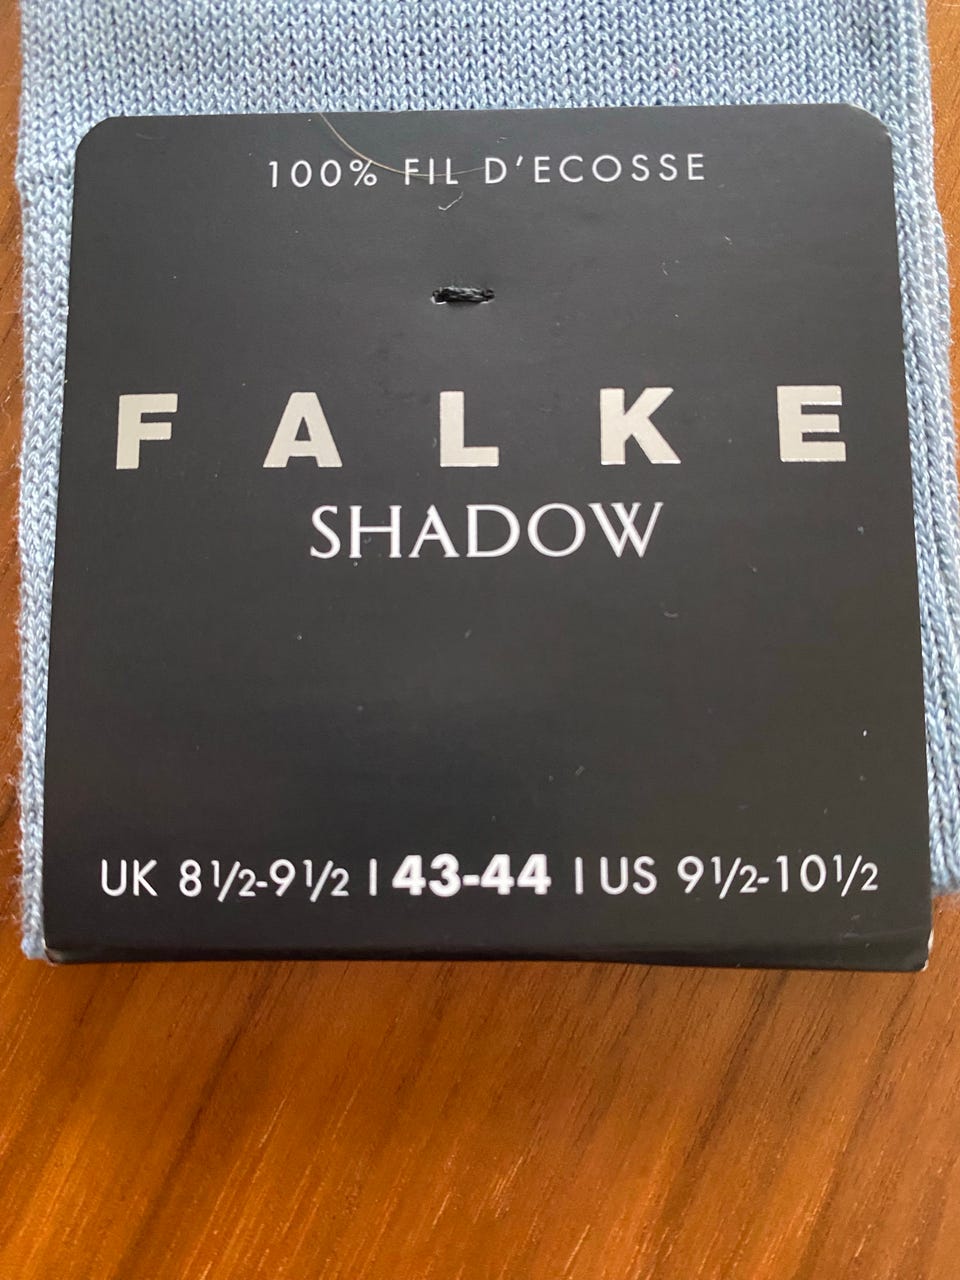 100% FIL D'ECOSSE
FALKE
SHADOW
UK 8½-9½ | 43-44 | US 9½-10½